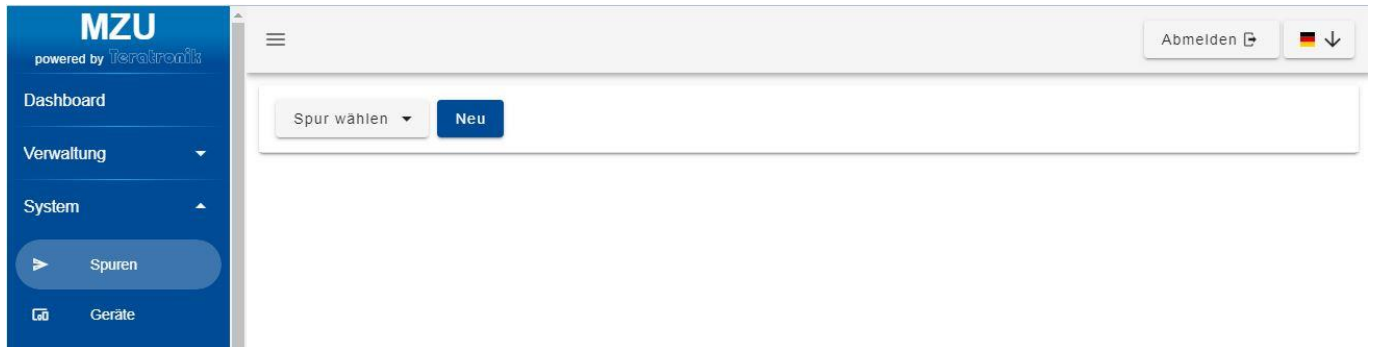 MZU
powered by Teratronik
Abmelden
Dashboard
Spur wählen
Neu
Verwaltung
System
Spuren
Geräte